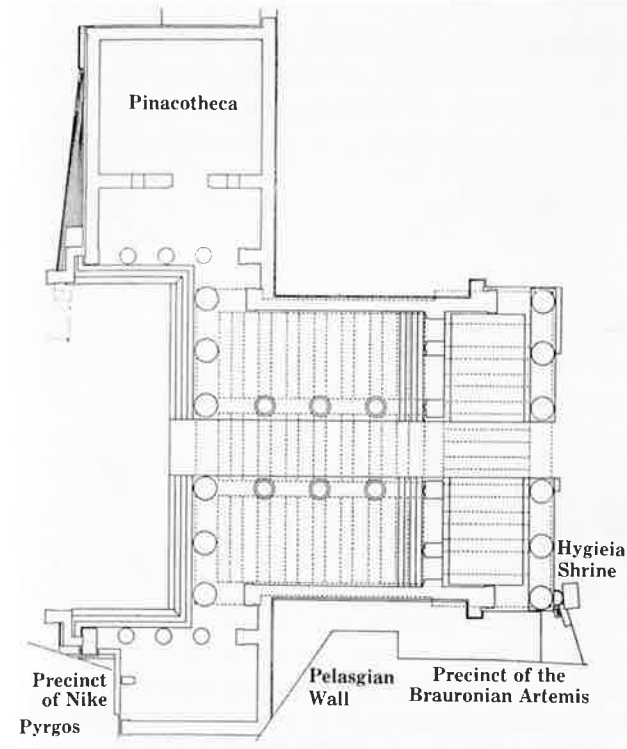 Pinacotheca
Hygieia
Shrine
Precinct
of Nike
Pyrgos
Pelasgian
Wall
Precinct of the
Brauronian Artemis